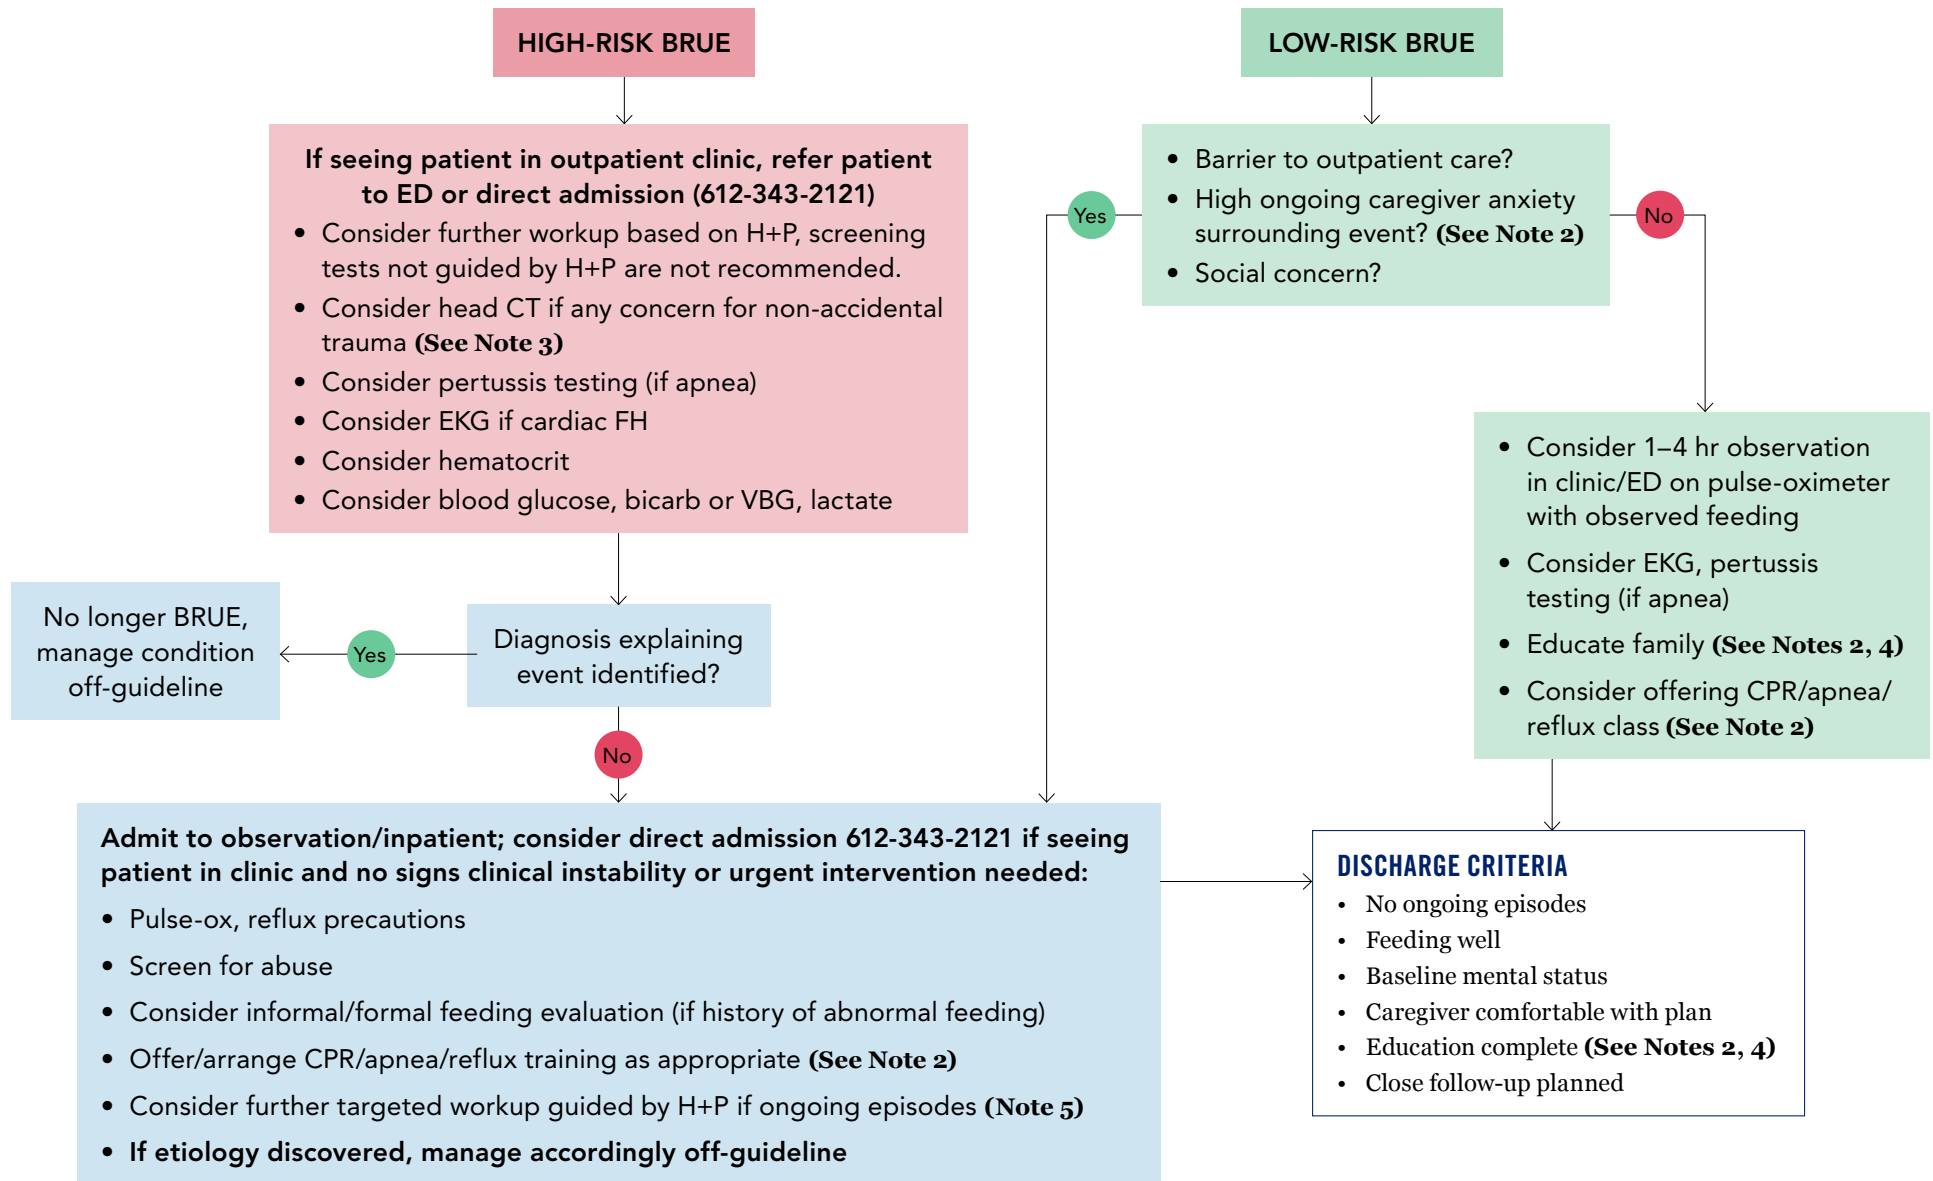 HIGH-RISK BRUE
If seeing patient in outpatient clinic, refer patient
to ED or direct admission (612-343-2121)
• Consider further workup based on H+P, screening
tests not guided by H+P are not recommended.
• Consider head CT if any concern for non-accidental
trauma (See Note 3)
• Consider pertussis testing (if apnea)
• Consider EKG if cardiac FH
• Consider hematocrit
• Consider blood glucose, bicarb or VBG, lactate
Diagnosis explaining
event identified?
Yes
No longer BRUE,
manage condition
off-guideline
No
LOW-RISK BRUE
• Barrier to outpatient care?
• High ongoing caregiver anxiety
surrounding event? (See Note 2)
• Social concern?
Yes
No
• Consider 1–4 hr observation
in clinic/ED on pulse-oximeter
with observed feeding
• Consider EKG, pertussis
testing (if apnea)
• Educate family (See Notes 2, 4)
• Consider offering CPR/apnea/
reflux class (See Note 2)
Admit to observation/inpatient; consider direct admission 612-343-2121 if seeing
patient in clinic and no signs clinical instability or urgent intervention needed:
• Pulse-ox, reflux precautions
• Screen for abuse
• Consider informal/formal feeding evaluation (if history of abnormal feeding)
• Offer/arrange CPR/apnea/reflux training as appropriate (See Note 2)
• Consider further targeted workup guided by H+P if ongoing episodes (Note 5)
• If etiology discovered, manage accordingly off-guideline
DISCHARGE CRITERIA
• No ongoing episodes
• Feeding well
• Baseline mental status
• Caregiver comfortable with plan
• Education complete (See Notes 2, 4)
• Close follow-up planned